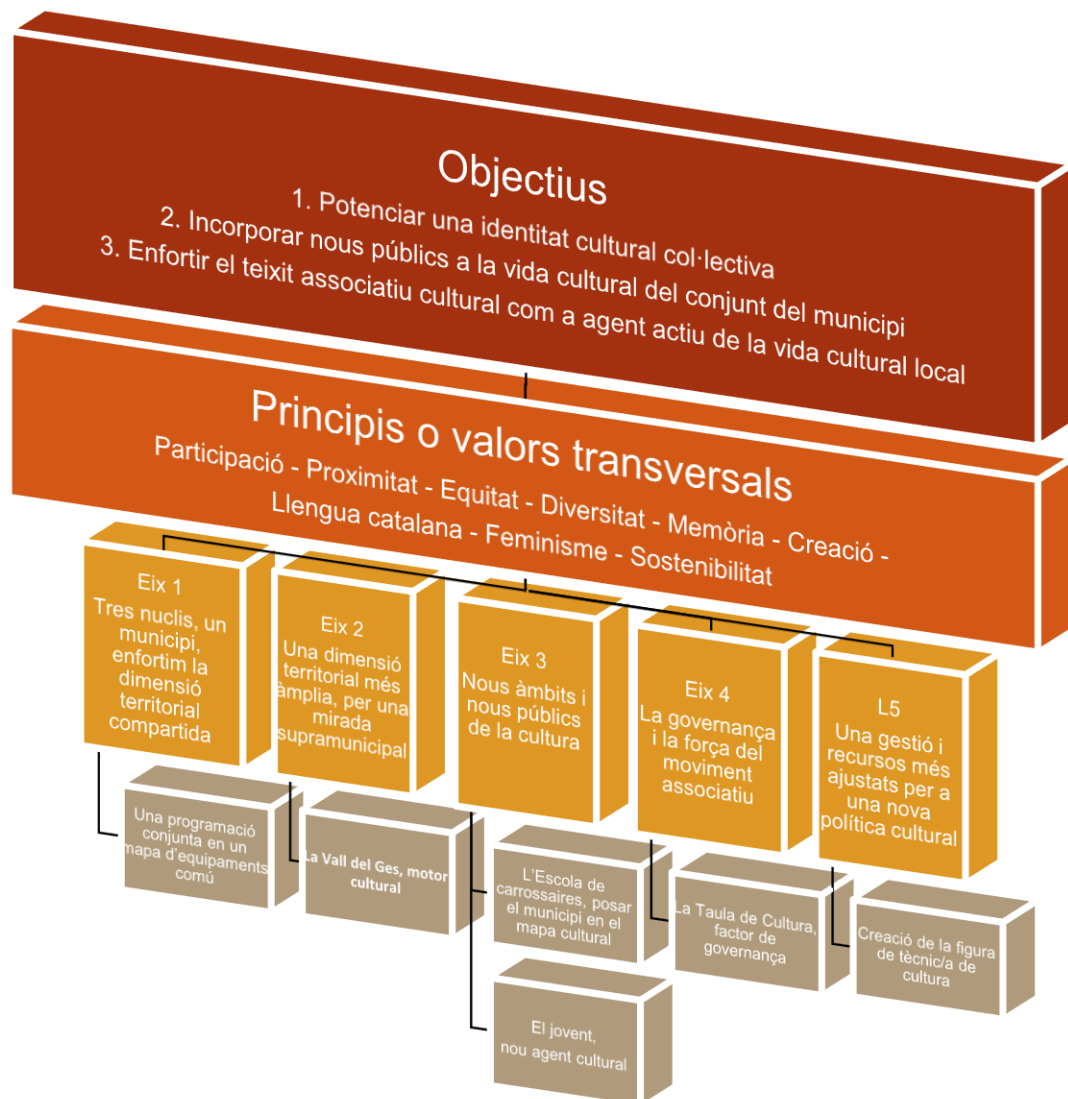 Objectius
1. Potenciar una identitat cultural col·lectiva
2. Incorporar nous públics a la vida cultural del conjunt del municipi
3. Enfortir el teixit associatiu cultural com a agent actiu de la vida cultural local
Principis o valors transversals
Participació - Proximitat - Equitat - Diversitat - Memòria - Creació -
Llengua catalana - Feminisme - Sostenibilitat
Eix 1
Tres nuclis, un
municipi,
enfortim la
dimensió
territorial
compartida
Eix 2
Una dimensió
territorial més
àmplia, per una
mirada
supramunicipal
Eix 3
Nous àmbits i
nous públics
de la cultura
Eix 4
La governança
i la força del
moviment
associatiu
L5
Una gestió i
recursos més
ajustats per a
una nova
política cultural
Una programació
conjunta en un
mapa d'equipaments
comú
La Vall del Ges, motor
cultural
L'Escola de
carrossaires, posar
el municipi en el
mapa cultural
El jovent,
nou agent cultural
La Taula de Cultura,
factor de
governança
Creació de la figura
de tècnic/a de
cultura